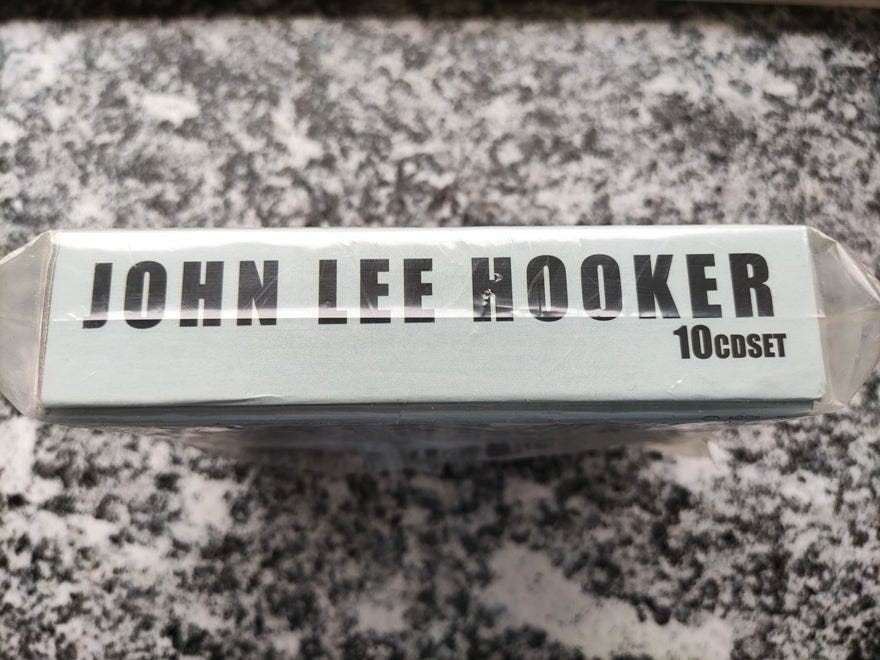 JOHN LEE HOOKER
10CDSET